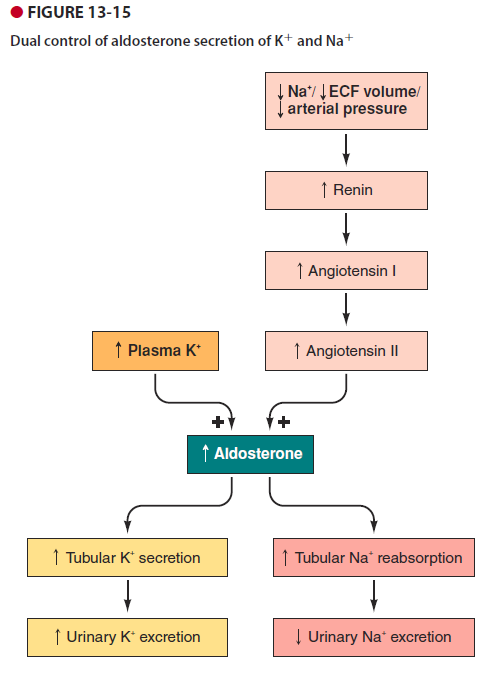 ● FIGURE 13-15
Dual control of aldosterone secretion of K⁺ and Na⁺
↓ Na⁺/ ↓ ECF volume/
↓ arterial pressure
↑ Renin
↑ Angiotensin I
↑ Plasma K⁺
↑ Angiotensin II
+ +
↑ Aldosterone
↑ Tubular K⁺ secretion
↑ Tubular Na⁺ reabsorption
↑ Urinary K⁺ excretion
↓ Urinary Na⁺ excretion